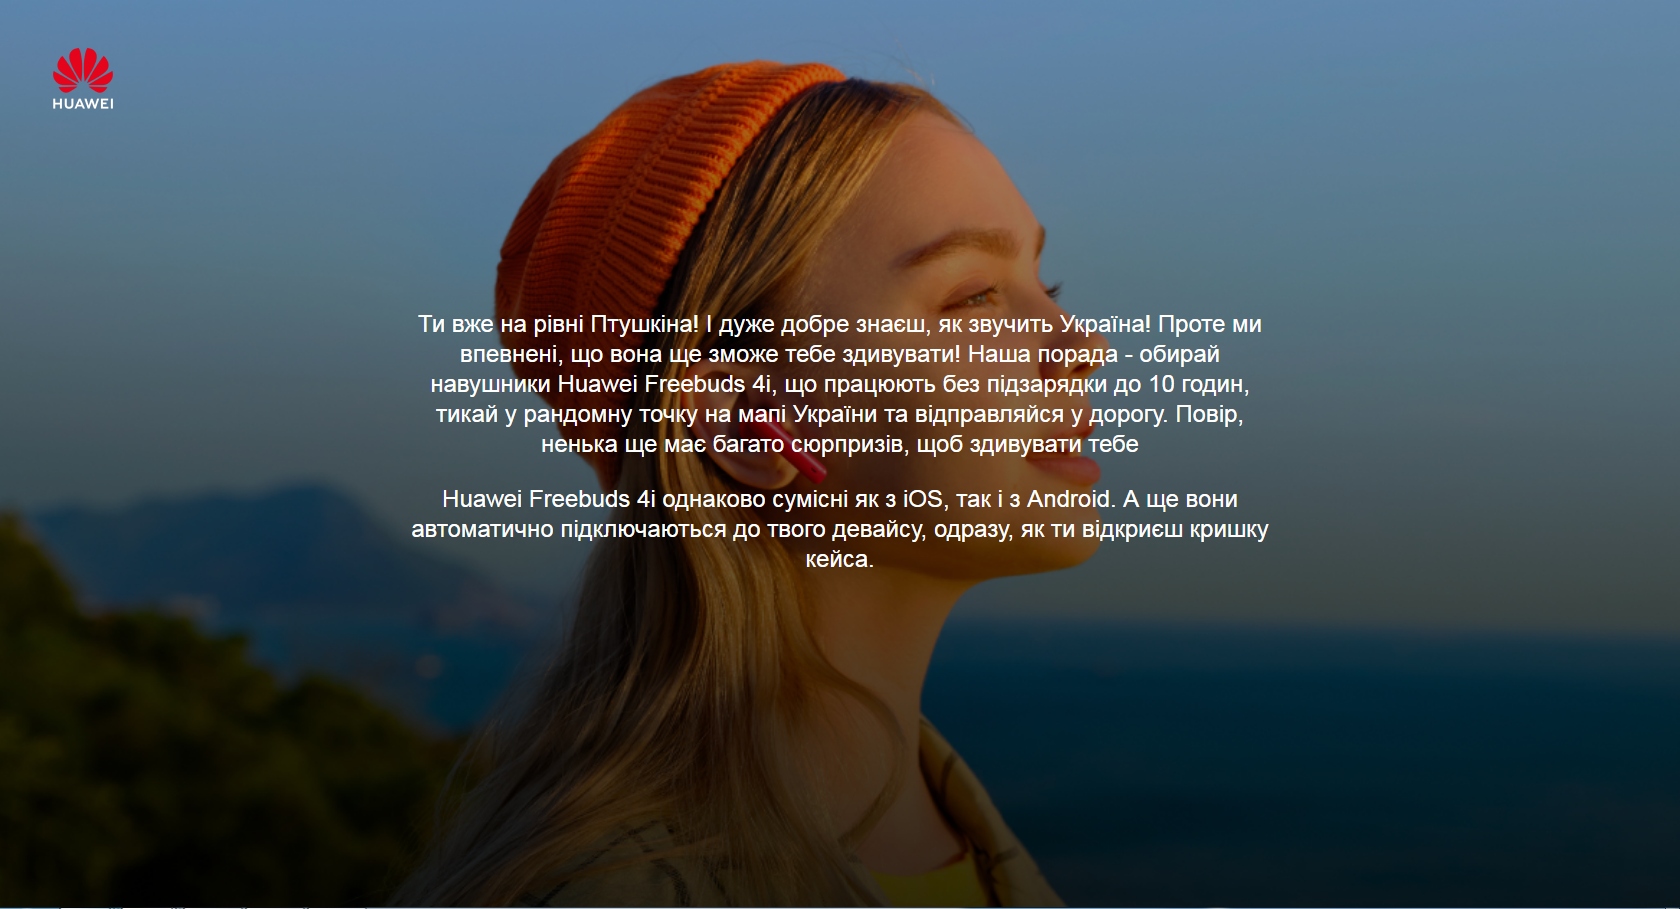 HUAWEI
Ти вже на рівні Птушкіна! І дуже добре знаєш, як звучить Україна! Проте ми
впевнені, що вона ще зможе тебе здивувати! Наша порада - обирай
навушники Huawei Freebuds 4i, що працюють без підзарядки до 10 годин,
тикай у рандомну точку на мапі України та відправляйся у дорогу. Повір,
ненька ще має багато сюрпризів, щоб здивувати тебе
Huawei Freebuds 4i однаково сумісні як з iOS, так і з Android. А ще вони
автоматично підключаються до твого девайсу, одразу, як ти відкриєш кришку
кейса.